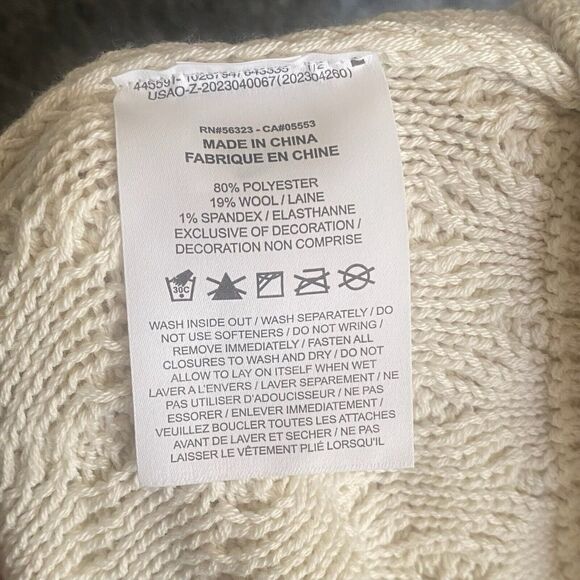 USAO-Z-2023040067(202304260)
RN#56323 - CA#05553
MADE IN CHINA
FABRIQUE EN CHINE
80% POLYESTER
19% WOOL / LAINE
1% SPANDEX / ELASTHANNE
EXCLUSIVE OF DECORATION /
DECORATION NON COMPRISE
30C
WASH INSIDE OUT / WASH SEPARATELY / DO
NOT USE SOFTENERS / DO NOT WRING /
REMOVE IMMEDIATELY / FASTEN ALL
CLOSURES TO WASH AND DRY / DO NOT
ALLOW TO LAY ON ITSELF WHEN WET
LAVER A L'ENVERS / LAVER SEPAREMENT / NE
PAS UTILISER D'ADOUCISSEUR / NE PAS
ESSORER / ENLEVER IMMEDIATEMENT /
VEUILLEZ BOUCLER TOUTES LES ATTACHES
AVANT DE LAVER ET SECHER / NE PAS
LAISSER LE VÊTEMENT PLIÉ LORSQU'IL